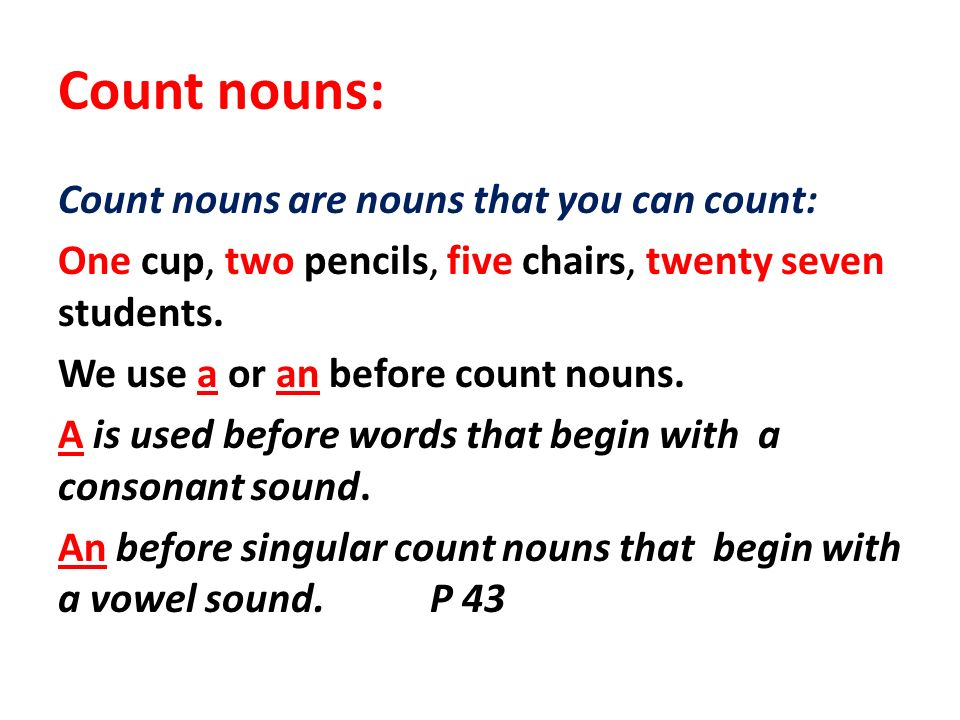 Count nouns:
Count nouns are nouns that you can count:
One cup, two pencils, five chairs, twenty seven
students.
We use a or an before count nouns.
A is used before words that begin with  a
consonant sound.
An before singular count nouns that  begin with
a vowel sound.          P 43